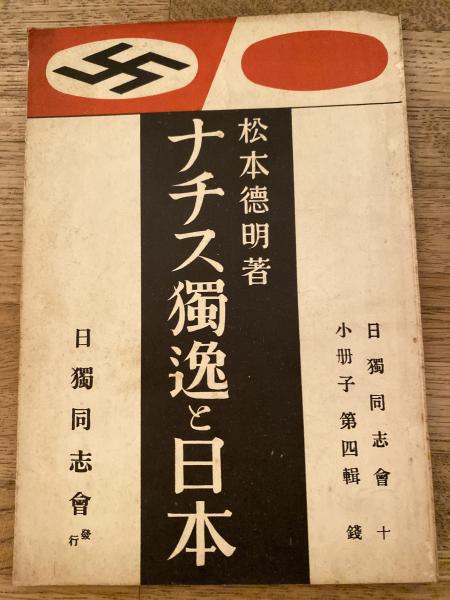 日獨同志會
小册子第四輯
十錢
松本德明著
ナチス獨逸と日本
日獨同志會發行